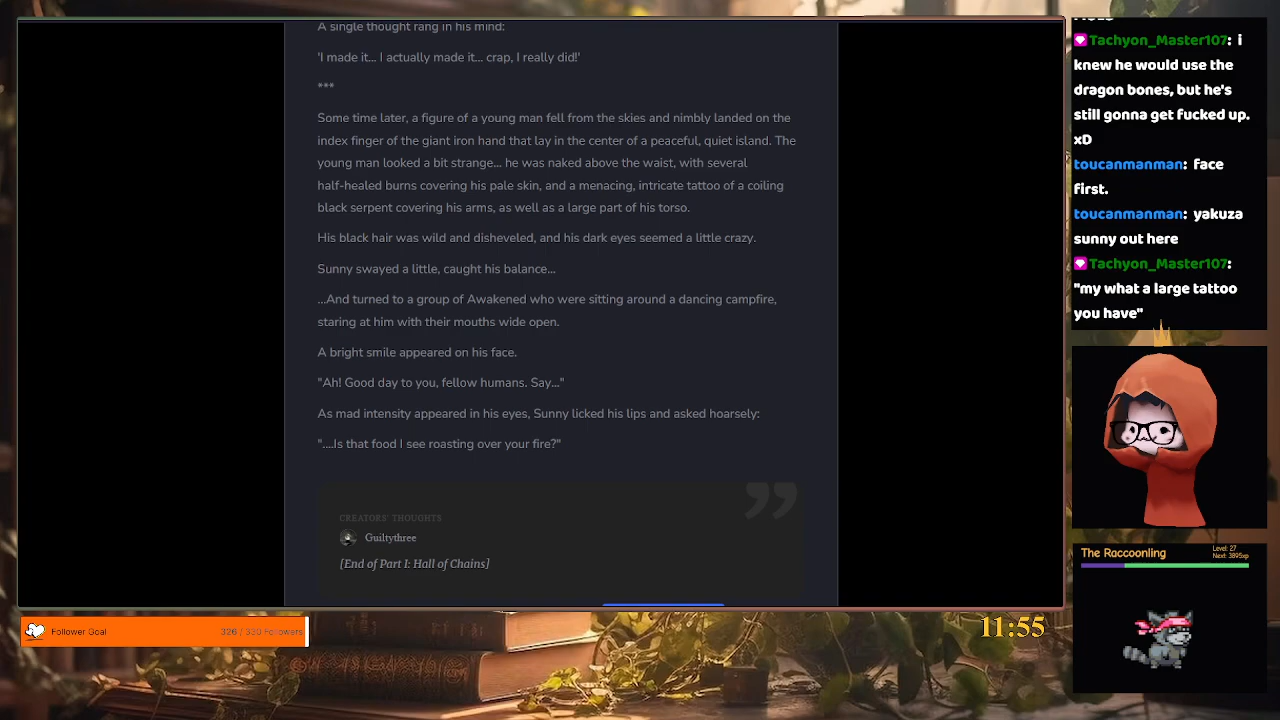 A single thought rang in his mind:
'I made it... I actually made it... crap, I really did!'
***
Some time later, a figure of a young man fell from the skies and nimbly landed on the
index finger of the giant iron hand that lay in the center of a peaceful, quiet island. The
young man looked a bit strange... he was naked above the waist, with several
half-healed burns covering his pale skin, and a menacing, intricate tattoo of a coiling
black serpent covering his arms, as well as a large part of his torso.
His black hair was wild and disheveled, and his dark eyes seemed a little crazy.
Sunny swayed a little, caught his balance...
...And turned to a group of Awakened who were sitting around a dancing campfire,
staring at him with their mouths wide open.
A bright smile appeared on his face.
"Ah! Good day to you, fellow humans. Say..."
As mad intensity appeared in his eyes, Sunny licked his lips and asked hoarsely:
"....Is that food I see roasting over your fire?"
CREATORS' THOUGHTS
Guiltythree
[End of Part I: Hall of Chains]
Tachyon_Master107: i
knew he would use the
dragon bones, but he's
still gonna get fucked up.
xD
toucanmanman: face
first.
toucanmanman: yakuza
sunny out here
Tachyon_Master107:
"my what a large tattoo
you have"
The Raccoonling
Level: 27
Next: 3895xp
Follower Goal
326 / 330 Followers
11:55